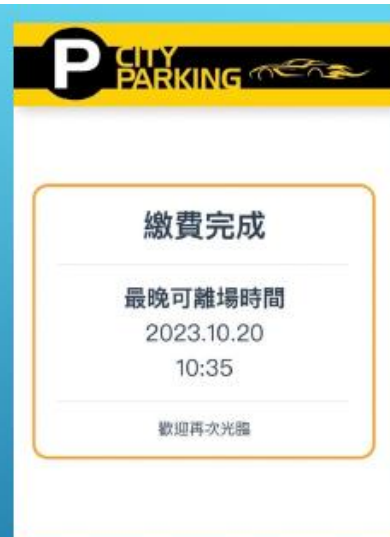 P
CITY
PARKING
繳費完成
最晚可離場時間
2023.10.20
10:35
歡迎再次光臨